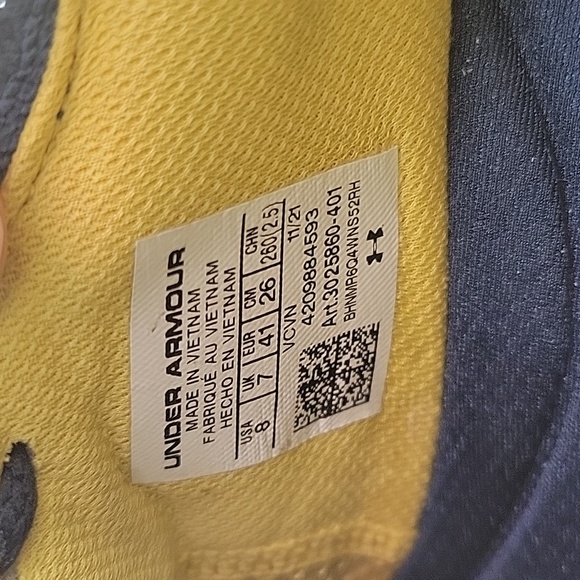 UNDER ARMOUR
MADE IN VIETNAM
FABRIQUÉ AU VIETNAM
HECHO EN VIETNAM
USA UK EUR CM CHN
8 7 41 26 260(2.5)
VCVN 11/21
4209884593
Art.3025860-401
BHNMR6Q4WNS52RH